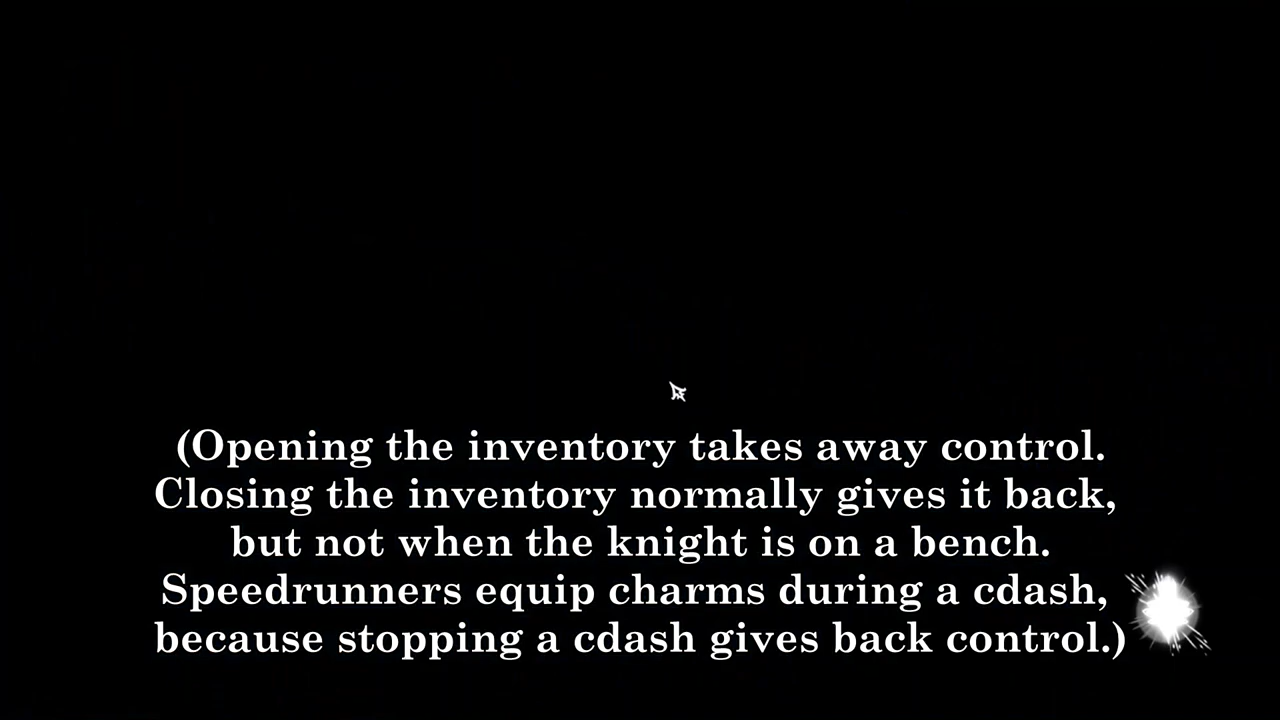 (Opening the inventory takes away control.
Closing the inventory normally gives it back,
but not when the knight is on a bench.
Speedrunners equip charms during a cdash,
because stopping a cdash gives back control.)